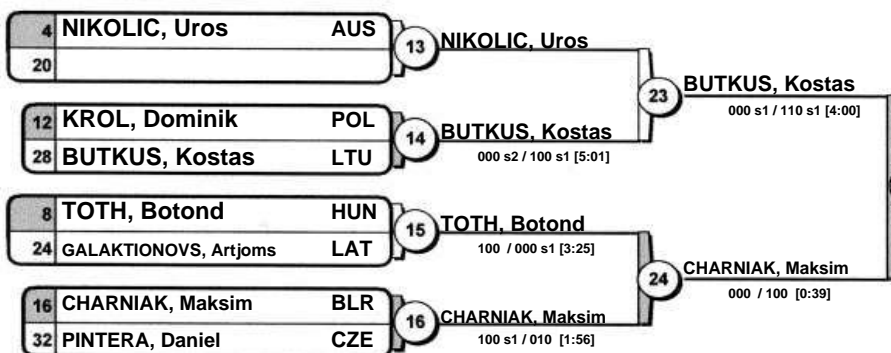 4 NIKOLIC, Uros AUS
20
13 NIKOLIC, Uros
12 KROL, Dominik POL
28 BUTKUS, Kostas LTU
14 BUTKUS, Kostas
000 s2 / 100 s1 [5:01]
23 BUTKUS, Kostas
000 s1 / 110 s1 [4:00]
8 TOTH, Botond HUN
24 GALAKTIONOVS, Artjoms LAT
15 TOTH, Botond
100 / 000 s1 [3:25]
16 CHARNIAK, Maksim BLR
32 PINTERA, Daniel CZE
16 CHARNIAK, Maksim
100 s1 / 010 [1:56]
24 CHARNIAK, Maksim
000 / 100 [0:39]